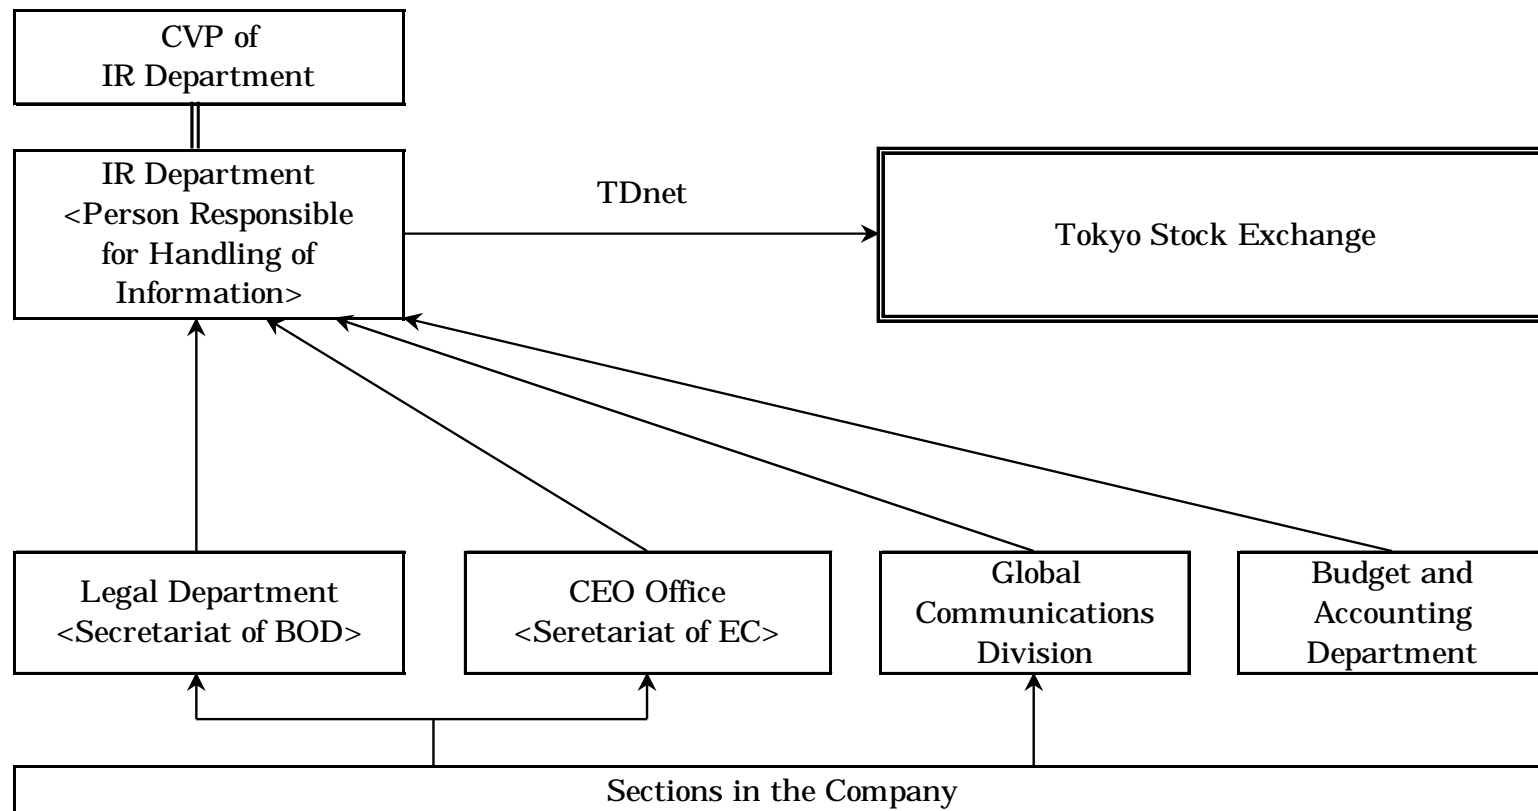 CVP of
IR Department
IR Department
<Person Responsible
for Handling of
Information>
TDnet
Tokyo Stock Exchange
Legal Department
<Secretariat of BOD>
CEO Office
<Seretariat of EC>
Global
Communications
Division
Budget and
Accounting
Department
Sections in the Company